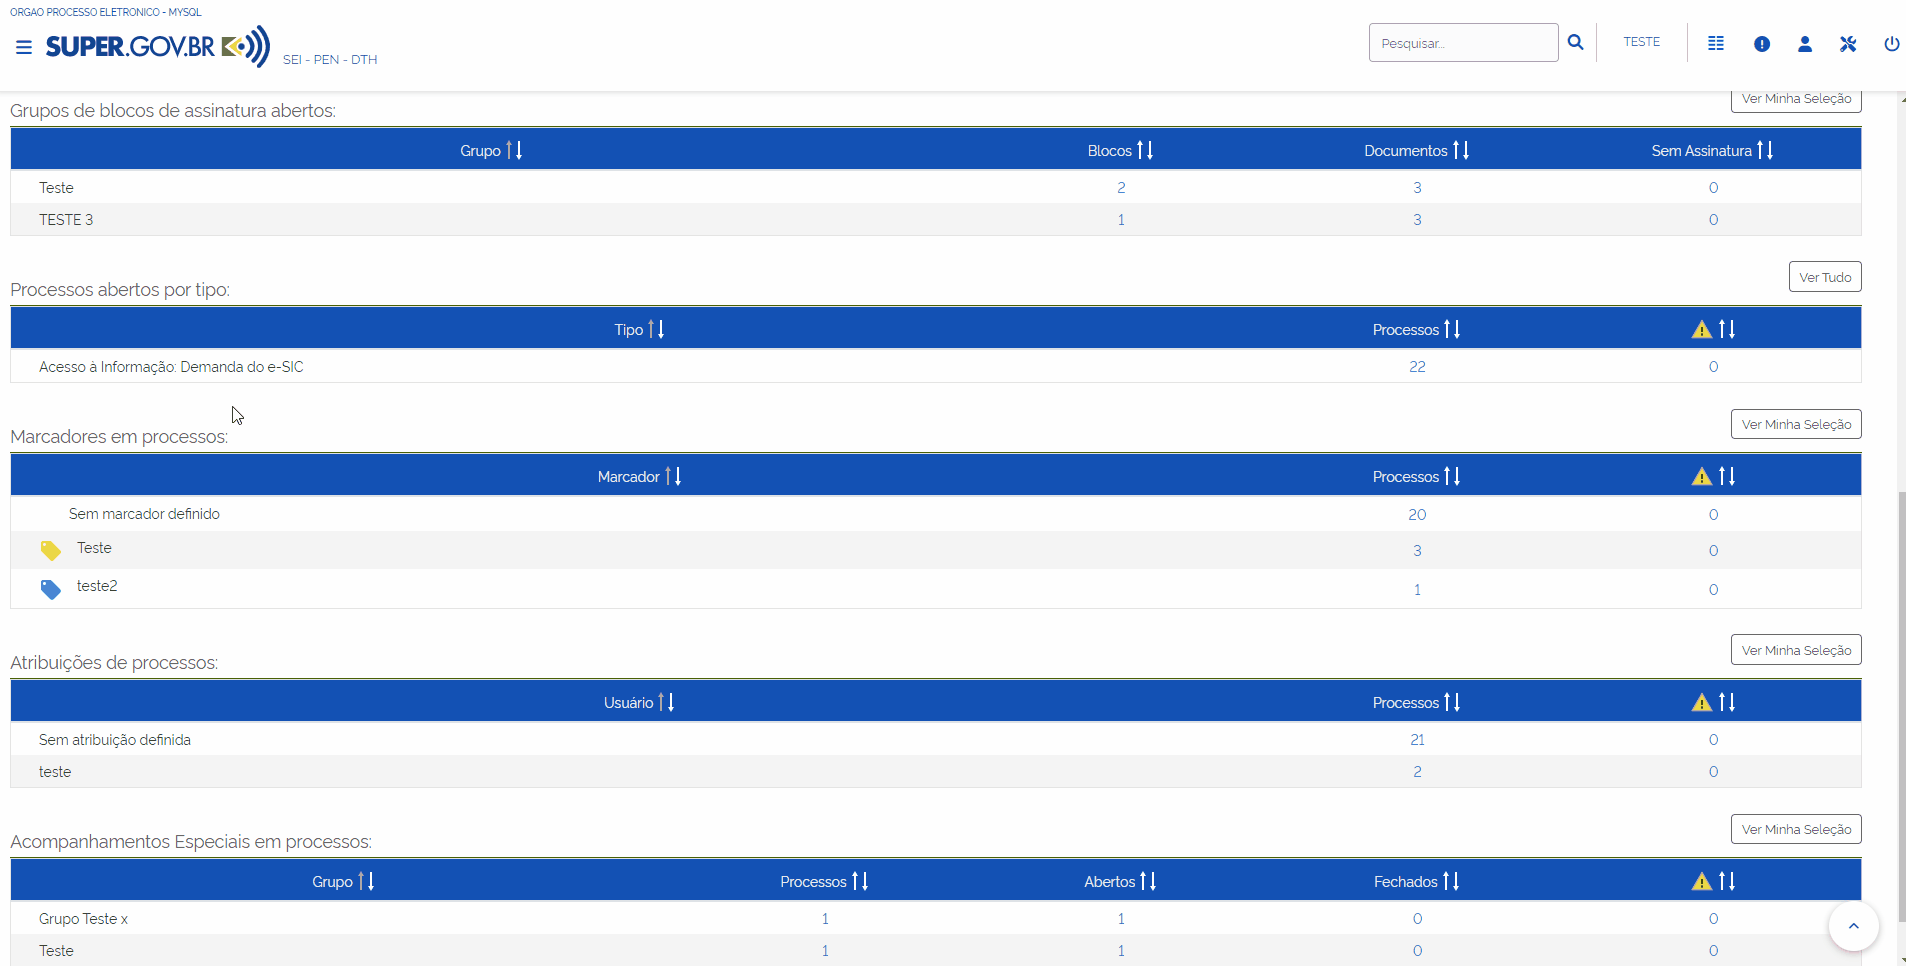 ORGAO PROCESSO ELETRONICO - MYSQL
SUPER.GOV.BR
SEI - PEN - DTH
Pesquisar...
TESTE
Grupos de blocos de assinatura abertos:
Ver Minha Seleção
Grupo Blocos Documentos Sem Assinatura
Teste 2 3 0
TESTE 3 1 3 0
Processos abertos por tipo:
Ver Tudo
Tipo Processos
Acesso à Informação: Demanda do e-SIC 22 0
Marcadores em processos:
Ver Minha Seleção
Marcador Processos
Sem marcador definido 20 0
Teste 3 0
teste2 1 0
Atribuições de processos:
Ver Minha Seleção
Usuário Processos
Sem atribuição definida 21 0
teste 2 0
Acompanhamentos Especiais em processos:
Ver Minha Seleção
Grupo Processos Abertos Fechados
Grupo Teste x 1 1 0 0
Teste 1 1 0 0